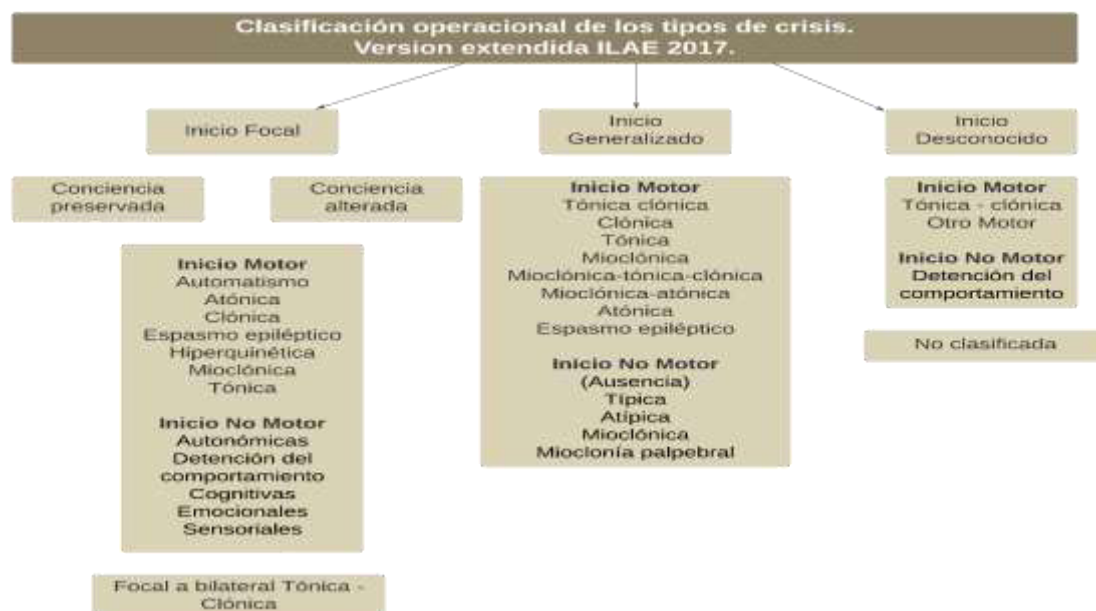 Clasificación operacional de los tipos de crisis.
Version extendida ILAE 2017.
Inicio Focal
Inicio
Generalizado
Inicio
Desconocido
Conciencia
preservada
Conciencia
alterada
Inicio Motor
Automatismo
Atónica
Clónica
Espasmo epiléptico
Hiperquinética
Mioclónica
Tónica
Inicio No Motor
Autonómicas
Detención del
comportamiento
Cognitivas
Emocionales
Sensoriales
Focal a bilateral Tónica -
Clónica
Inicio Motor
Tónica clónica
Clónica
Tónica
Mioclónica
Mioclónica-tónica-clónica
Mioclónica-atónica
Atónica
Espasmo epiléptico
Inicio No Motor
(Ausencia)
Típica
Atípica
Mioclónica
Mioclonía palpebral
Inicio Motor
Tónica - clónica
Otro Motor
Inicio No Motor
Detención del
comportamiento
No clasificada